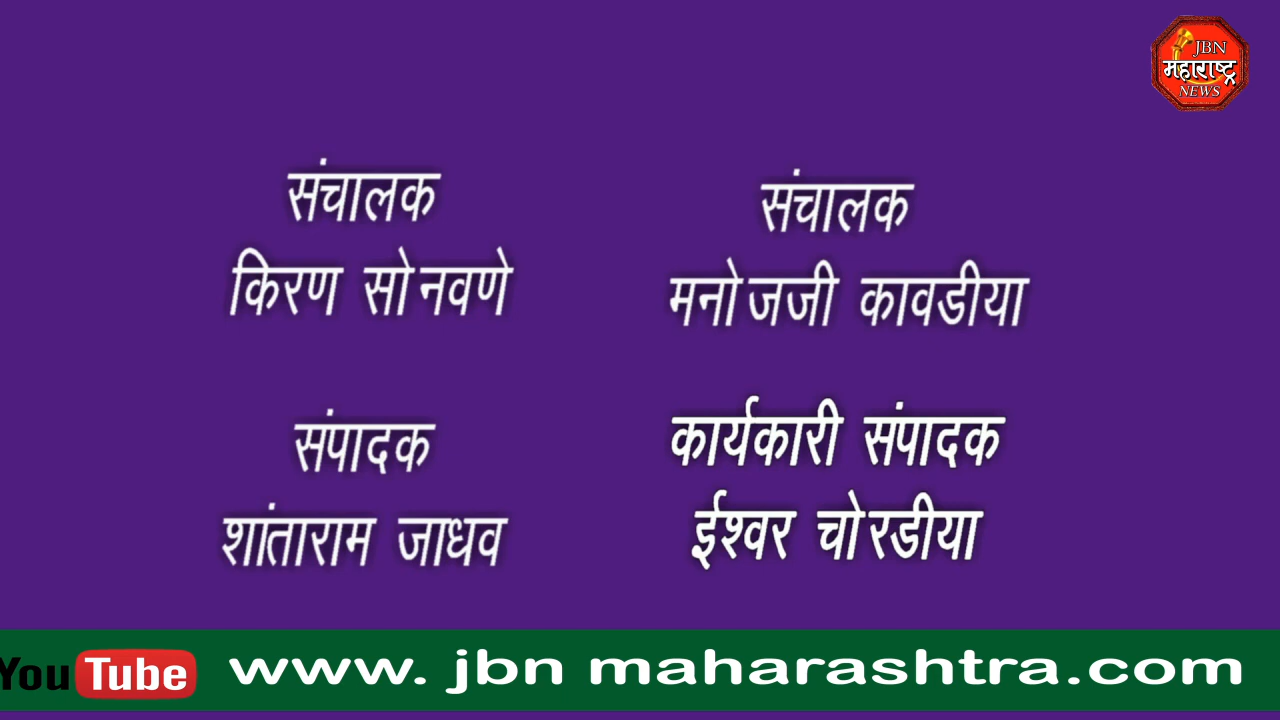 JBN
महाराष्ट्र
NEWS
संचालक
किरण सोनवणे
संचालक
मनोजजी कावडीया
संपादक
शांताराम जाधव
कार्यकारी संपादक
ईश्वर चोरडीया
YouTube www. jbn maharashtra.com